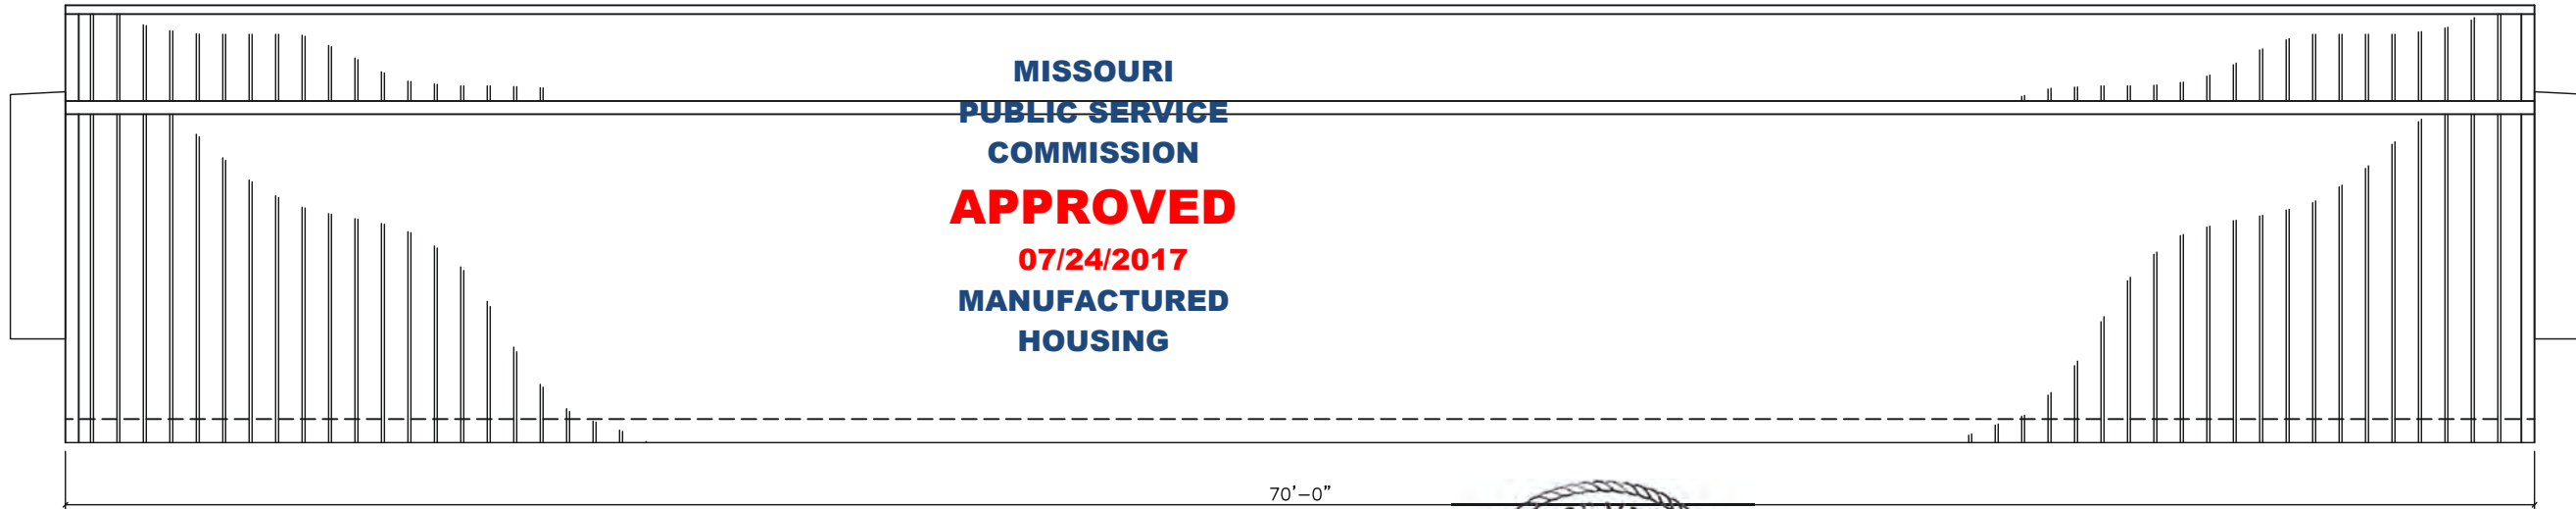 MISSOURI
PUBLIC SERVICE
COMMISSION
APPROVED
07/24/2017
MANUFACTURED
HOUSING
70'-0"